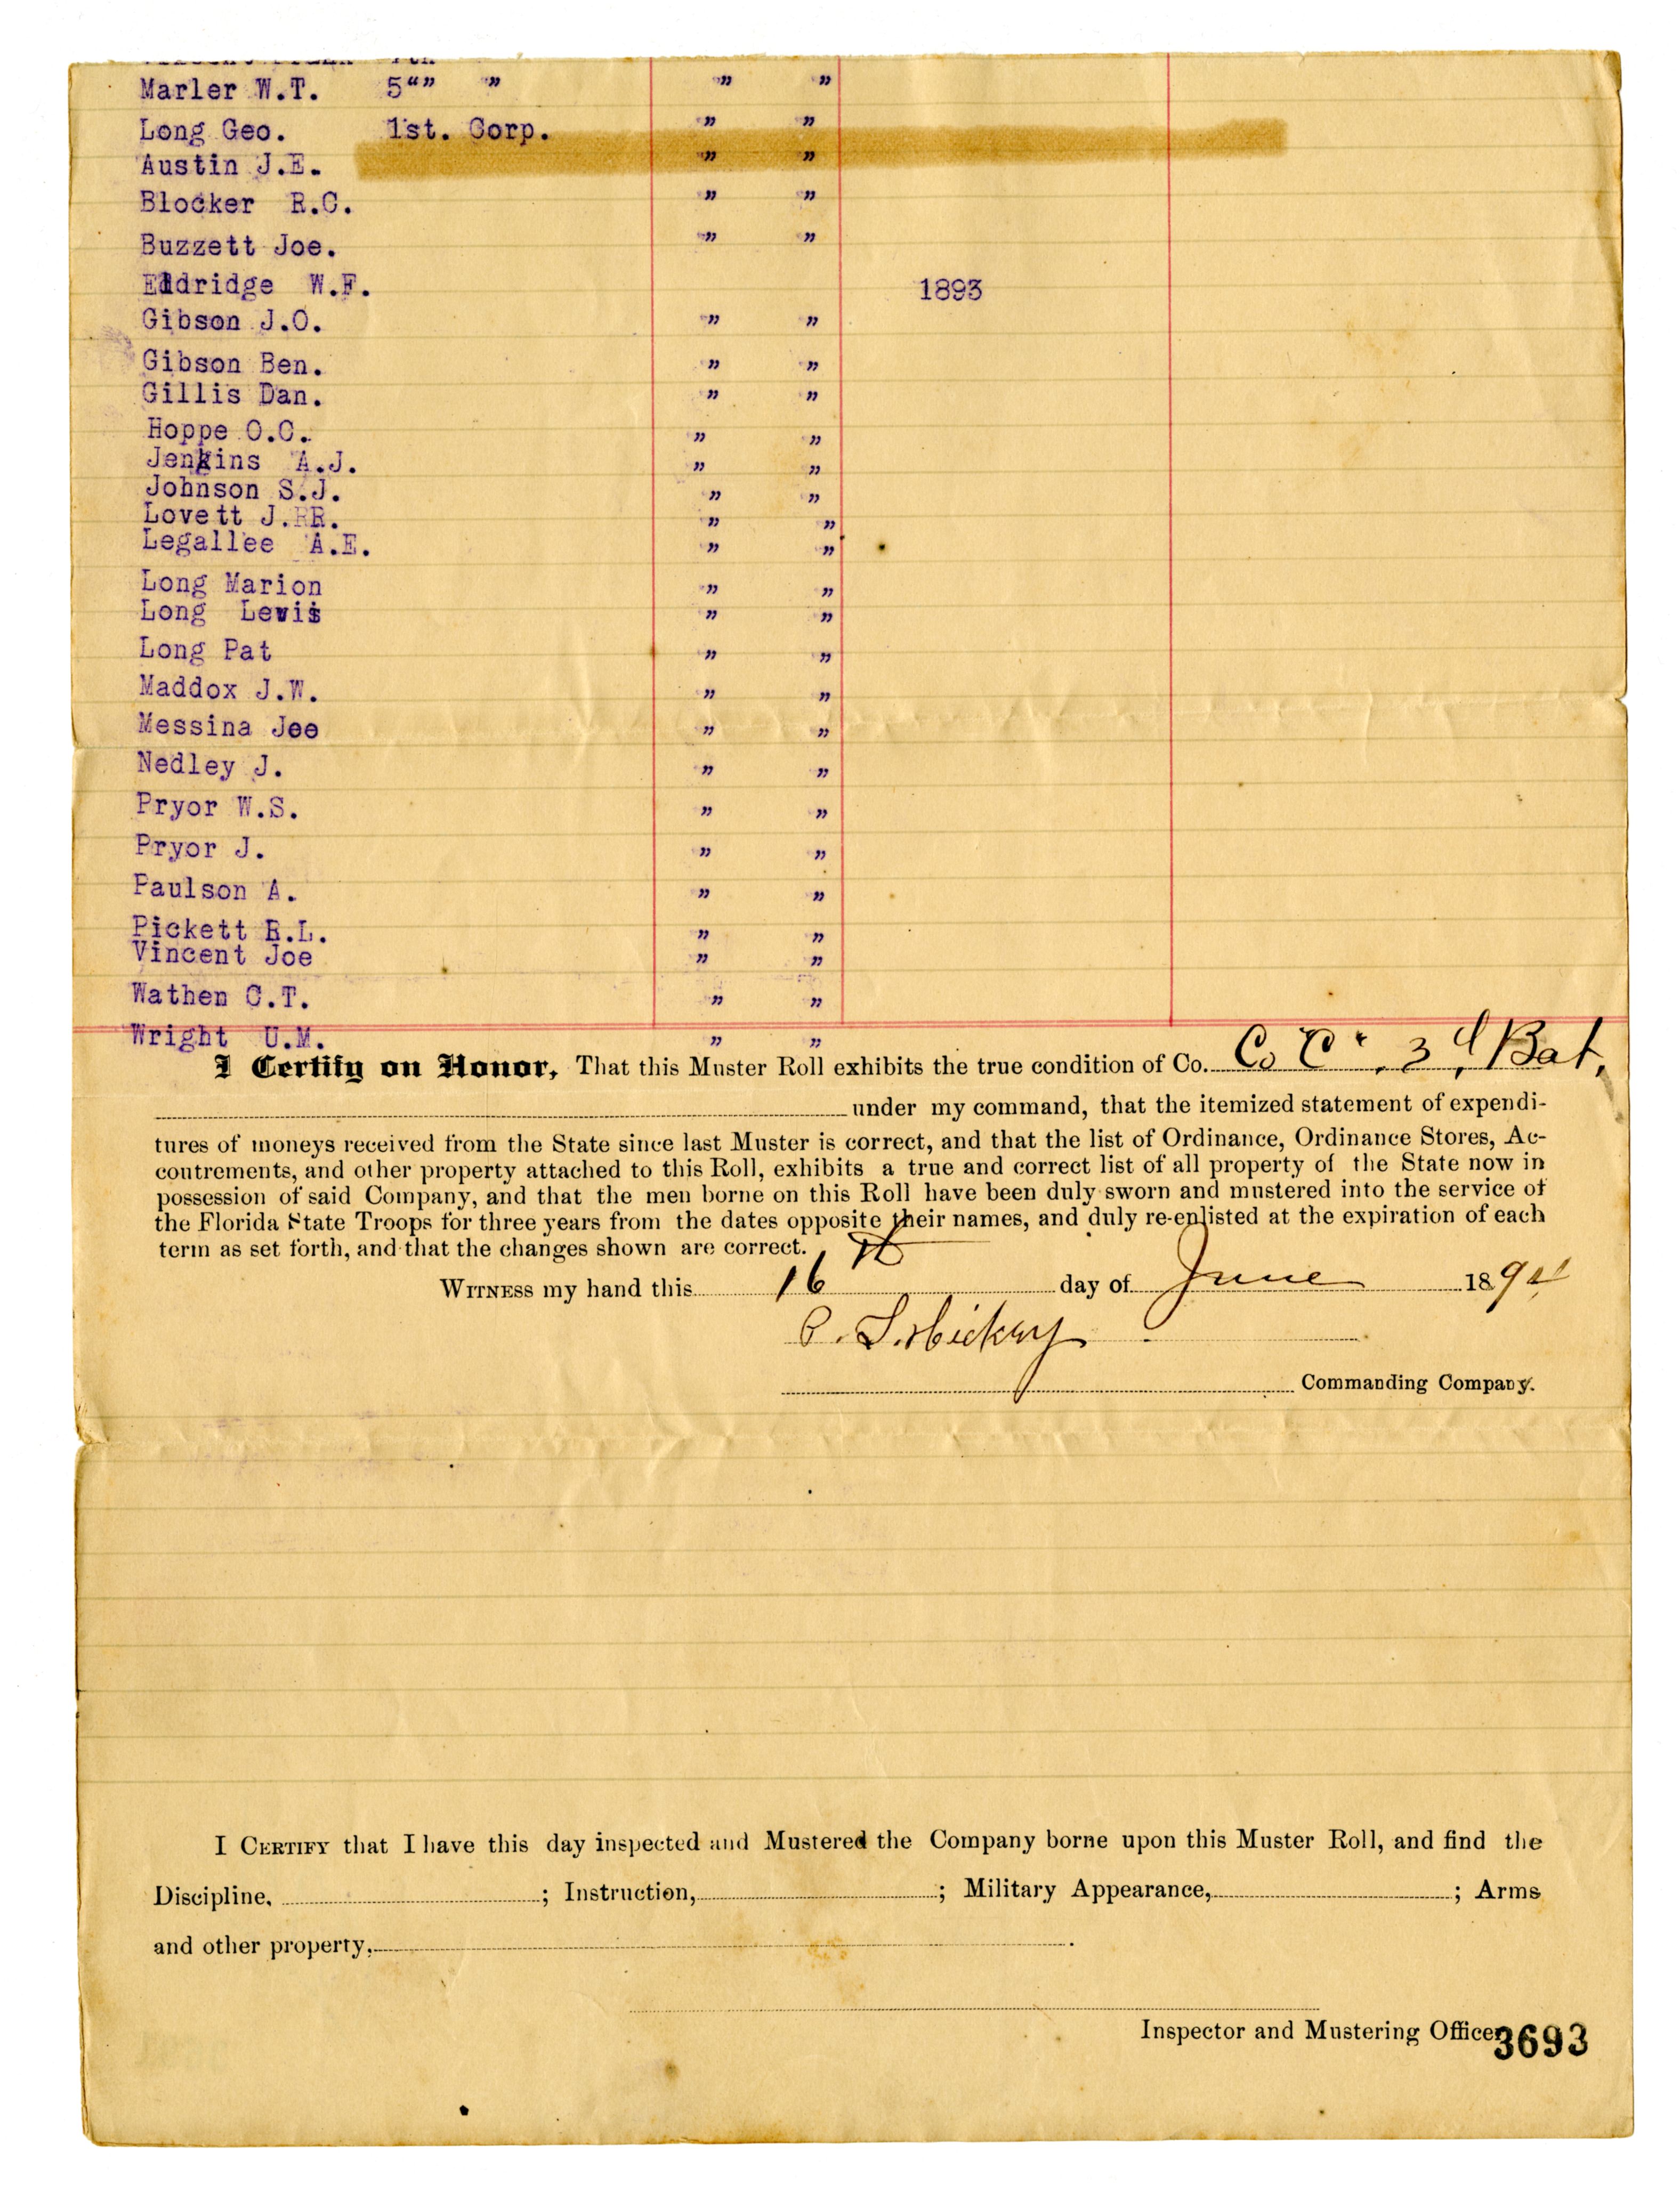 Marler W.T. 5“” ” ” ”
Long Geo. 1st. Corp. ” ”
Austin J.E. ” ”
Blocker R.C. ” ”
Buzzett Joe. ” ”
Eldridge W.F. 1893
Gibson J.O. ” ”
Gibson Ben. ” ”
Gillis Dan. ” ”
Hoppe O.C. ” ”
Jenkins A.J. ” ”
Johnson S.J. ” ”
Lovett J.RR. ” ”
Legallee A.E. ” ”
Long Marion ” ”
Long Lewis ” ”
Long Pat ” ”
Maddox J.W. ” ”
Messina Joe ” ”
Nedley J. ” ”
Pryor W.S. ” ”
Pryor J. ” ”
Paulson A. ” ”
Pickett R.L. ” ”
Vincent Joe ” ”
Wathen C.T. ” ”
Wright U.M. ” ”
I Certify on Honor, That this Muster Roll exhibits the true condition of Co. Co C. 3d Bat,
under my command, that the itemized statement of expendi-
tures of moneys received from the State since last Muster is correct, and that the list of Ordinance, Ordinance Stores, Ac-
contrements, and other property attached to this Roll, exhibits a true and correct list of all property of the State now in
possession of said Company, and that the men borne on this Roll have been duly sworn and mustered into the service of
the Florida State Troops for three years from the dates opposite their names, and duly re-enlisted at the expiration of each
term as set forth, and that the changes shown are correct.
WITNESS my hand this 16th day of June 1894
Commanding Company.
I CERTIFY that I have this day inspected and Mustered the Company borne upon this Muster Roll, and find the
Discipline, ; Instruction, ; Military Appearance, ; Arms
and other property, .
Inspector and Mustering Officer
3693